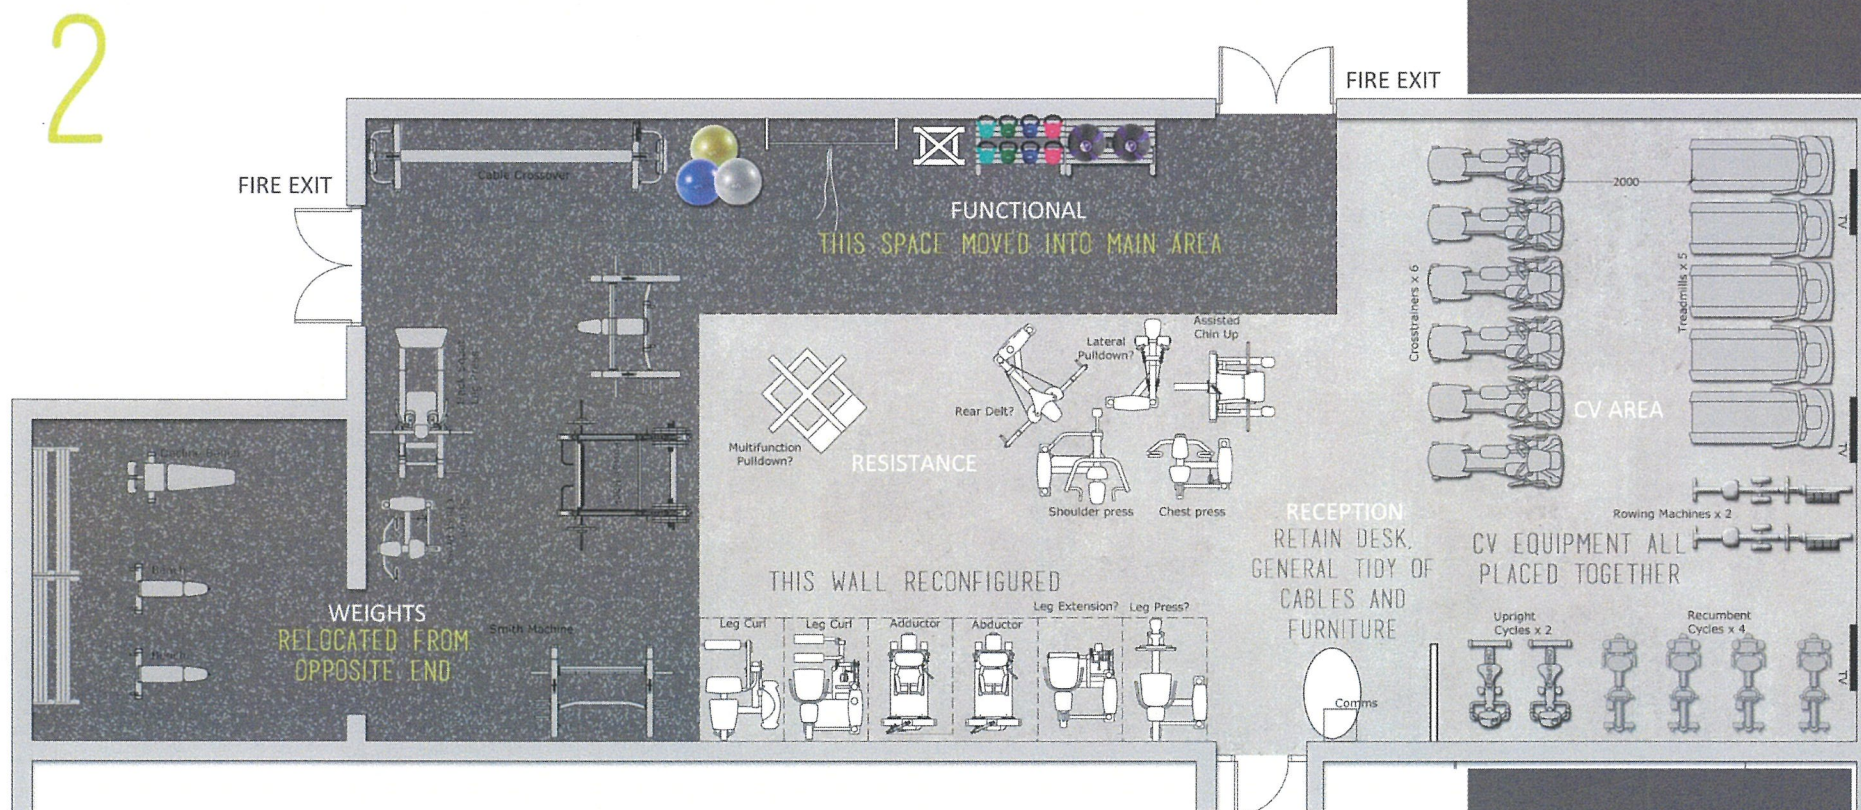 2
FIRE EXIT
FIRE EXIT
Cable Crossover
FUNCTIONAL
THIS SPACE MOVED INTO MAIN AREA
2000
TV
Crosstrainers x 6
Treadmills x 5
Lateral
Pulldown?
Assisted
Chin Up
Rear Delt?
CV AREA
Multifunction
Pulldown?
RESISTANCE
TV
Shoulder press
Chest press
RECEPTION
RETAIN DESK.
GENERAL TIDY OF
CABLES AND
FURNITURE
Rowing Machines x 2
CV EQUIPMENT ALL
PLACED TOGETHER
THIS WALL RECONFIGURED
Bench
WEIGHTS
RELOCATED FROM
OPPOSITE END
Smith Machine
Bench
Leg Curl
Leg Curl
Adductor
Abductor
Leg Extension?
Leg Press?
Upright
Cycles x 2
Recumbent
Cycles x 4
TV
Comms